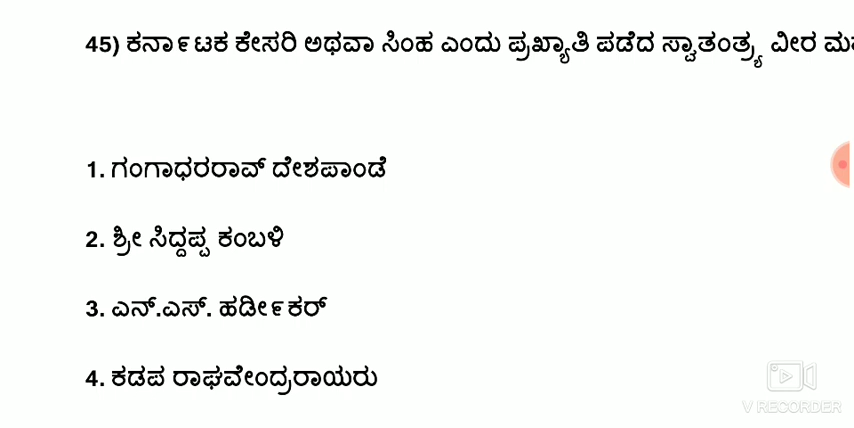 45) ಕರ್ನಾಟಕ ಕೇಸರಿ ಅಥವಾ ಸಿಂಹ ಎಂದು ಪ್ರಖ್ಯಾತಿ ಪಡೆದ ಸ್ವಾತಂತ್ರ್ಯ ವೀರ
1. ಗಂಗಾಧರರಾವ್ ದೇಶಪಾಂಡೆ
2. ಶ್ರೀ ಸಿದ್ದಪ್ಪ ಕಂಬಳಿ
3. ಎನ್.ಎಸ್. ಹರ್ಡೀಕರ್
4. ಕಡಪ ರಾಘವೇಂದ್ರರಾಯರು
V RECORDER